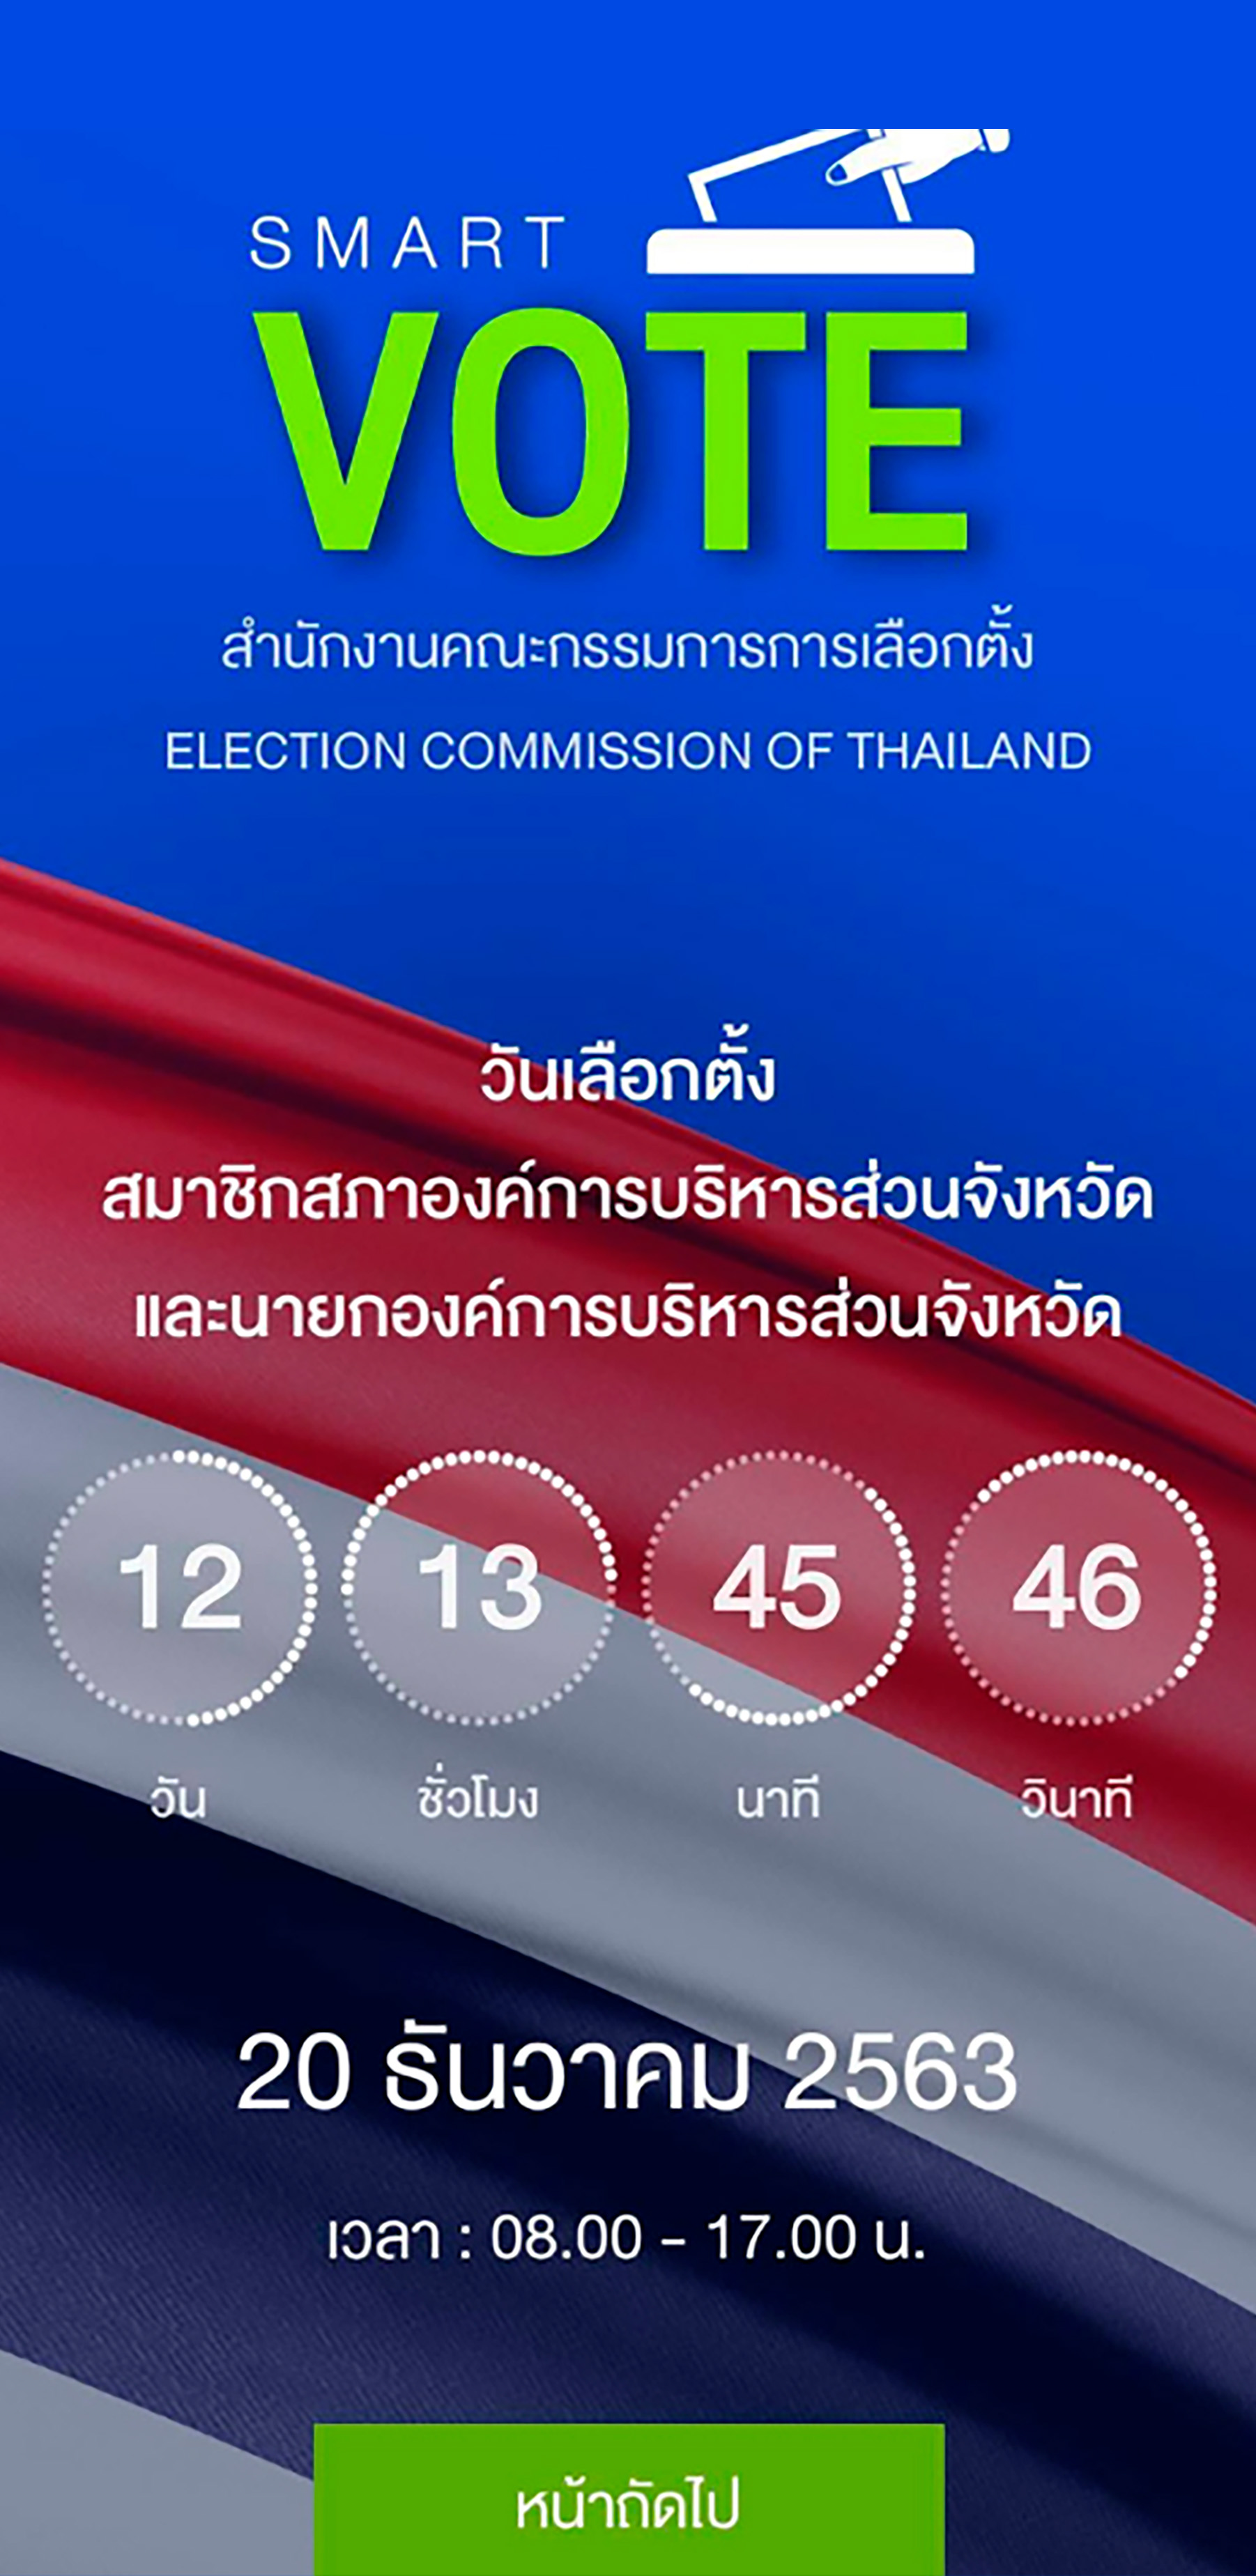 SMART
VOTE
สำนักงานคณะกรรมการการเลือกตั้ง
ELECTION COMMISSION OF THAILAND
วันเลือกตั้ง
สมาชิกสภาองค์การบริหารส่วนจังหวัด
และนายกองค์การบริหารส่วนจังหวัด
12 13 45 46
วัน ชั่วโมง นาที วินาที
20 ธันวาคม 2563
เวลา : 08.00 - 17.00 น.
หน้าถัดไป